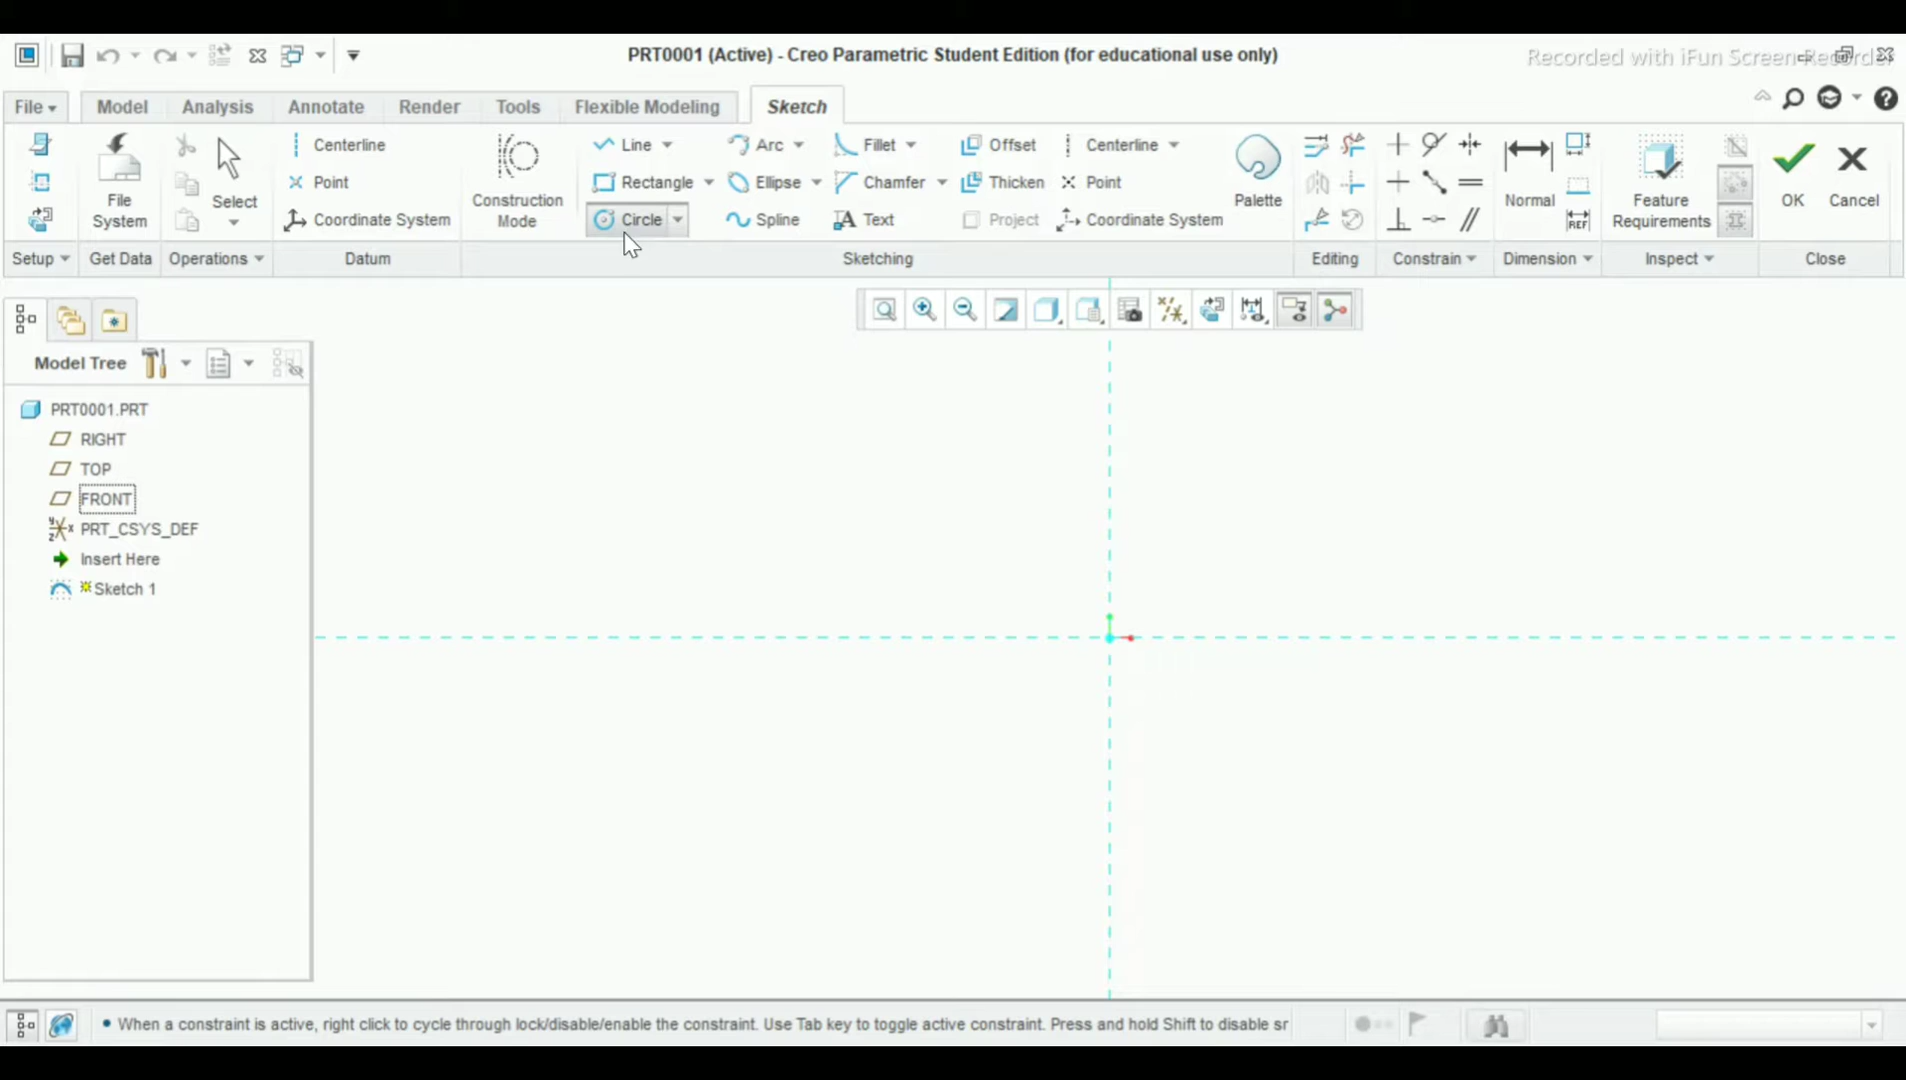 PRT0001 (Active) - Creo Parametric Student Edition (for educational use only)
Recorded with iFun Screen Recorder
File Model Analysis Annotate Render Tools Flexible Modeling Sketch
Centerline Line Arc Fillet Offset Centerline
Point Rectangle Ellipse Chamfer Thicken Point
Coordinate System Circle Spline Text Project Coordinate System
File System
Select
Construction Mode
Palette
Normal
REF
Feature Requirements
OK Cancel
Setup Get Data Operations Datum Sketching Editing Constrain Dimension Inspect Close
Model Tree
PRT0001.PRT
RIGHT
TOP
FRONT
PRT_CSYS_DEF
Insert Here
Sketch 1
When a constraint is active, right click to cycle through lock/disable/enable the constraint. Use Tab key to toggle active constraint. Press and hold Shift to disable sr